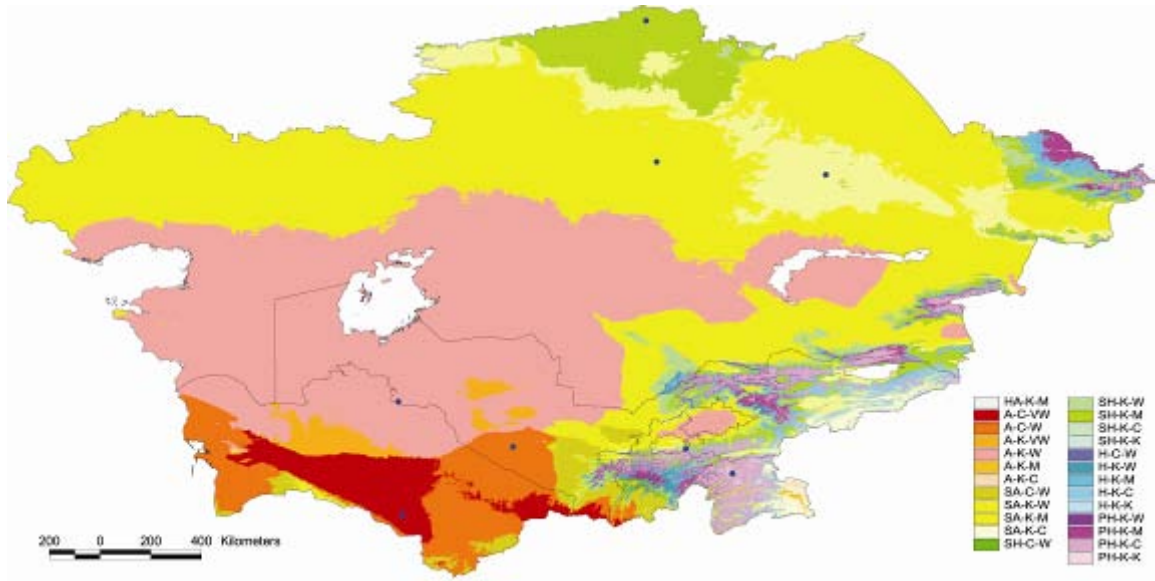 HA-K-M
A-C-VW
A-C-W
A-K-VW
A-K-W
A-K-M
A-K-C
SA-C-W
SA-K-W
SA-K-M
SA-K-C
SH-C-W
SH-K-W
SH-K-M
SH-K-C
SH-K-K
H-C-W
H-K-W
H-K-M
H-K-C
H-K-K
PH-K-W
PH-K-M
PH-K-C
PH-K-K
200 0 200 400 Kilometers